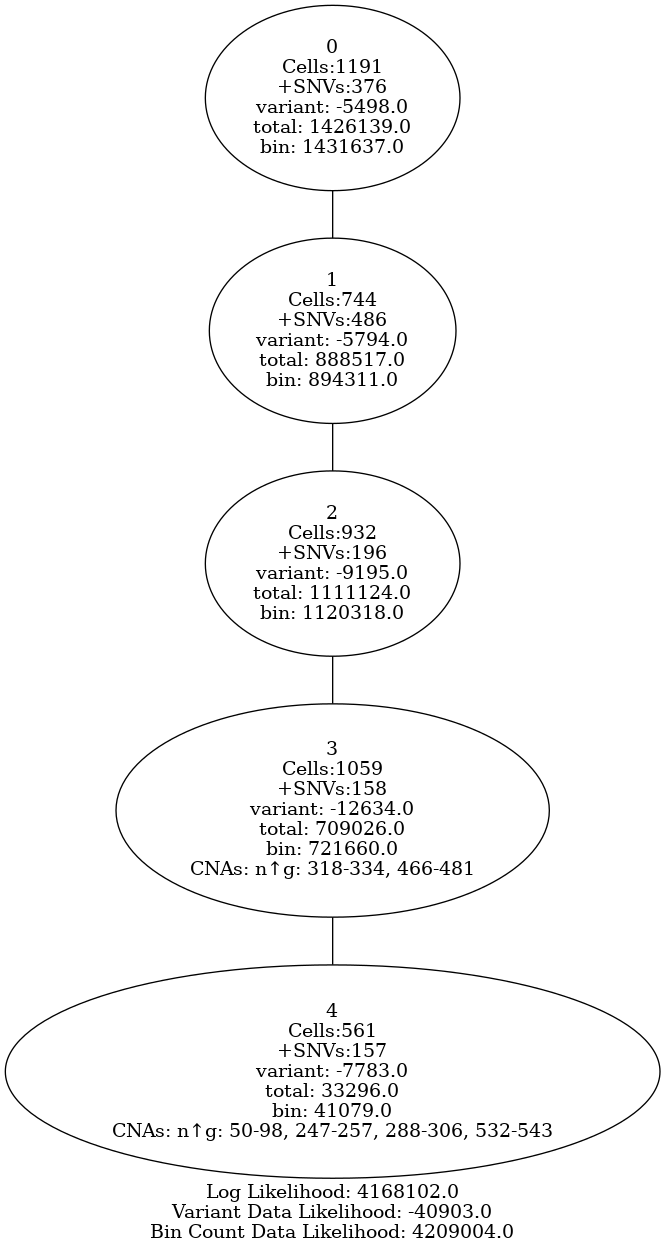 0
Cells:1191
+SNVs:376
variant: -5498.0
total: 1426139.0
bin: 1431637.0
1
Cells:744
+SNVs:486
variant: -5794.0
total: 888517.0
bin: 894311.0
2
Cells:932
+SNVs:196
variant: -9195.0
total: 1111124.0
bin: 1120318.0
3
Cells:1059
+SNVs:158
variant: -12634.0
total: 709026.0
bin: 721660.0
CNAs: n↑g: 318-334, 466-481
4
Cells:561
+SNVs:157
variant: -7783.0
total: 33296.0
bin: 41079.0
CNAs: n↑g: 50-98, 247-257, 288-306, 532-543
Log Likelihood: 4168102.0
Variant Data Likelihood: -40903.0
Bin Count Data Likelihood: 4209004.0